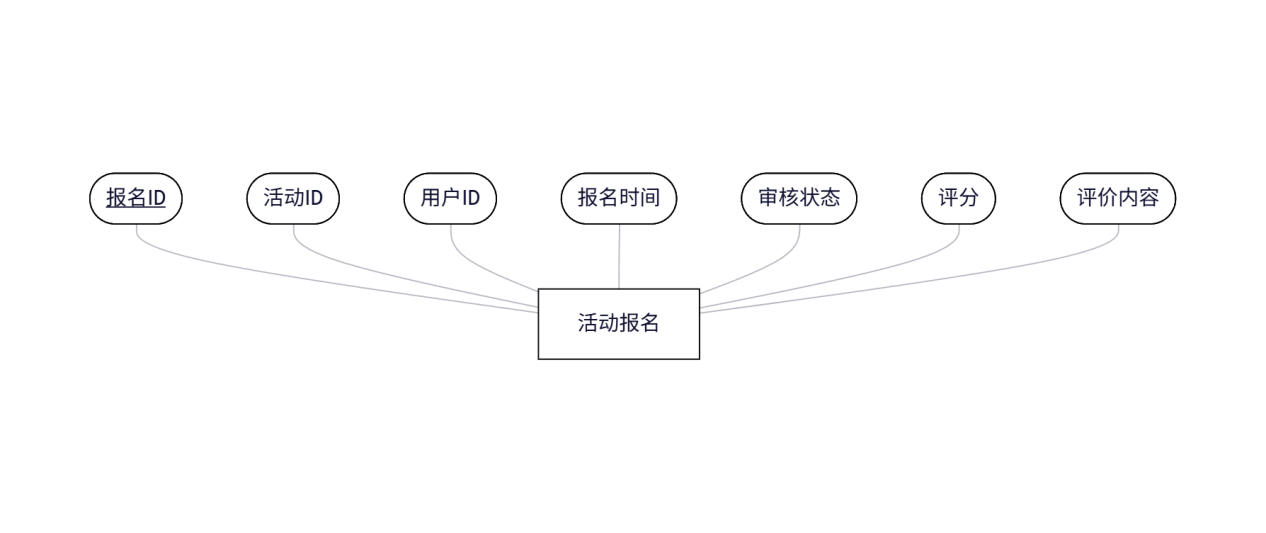 报名ID
活动ID
用户ID
报名时间
审核状态
评分
评价内容
活动报名